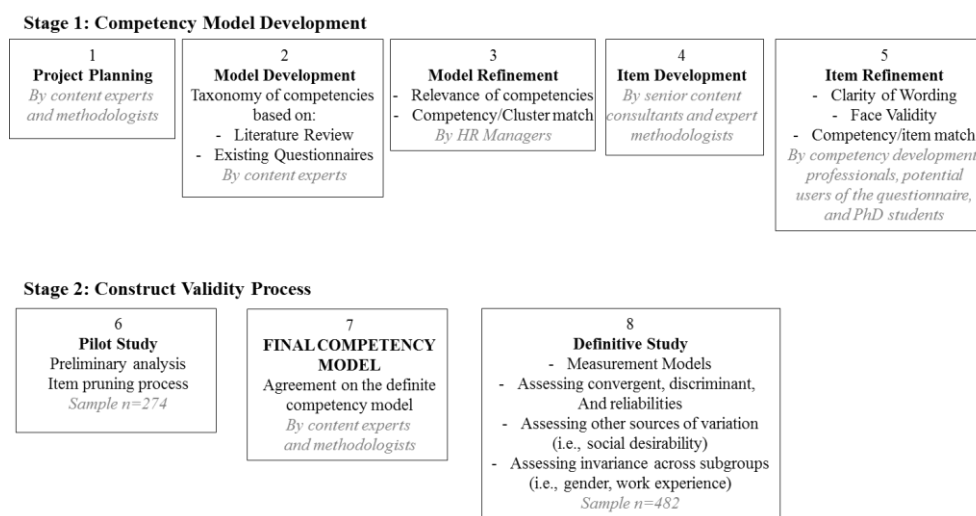 Stage 1: Competency Model Development
1
Project Planning
By content experts
and methodologists
2
Model Development
Taxonomy of competencies
based on:
- Literature Review
- Existing Questionnaires
By content experts
3
Model Refinement
- Relevance of competencies
- Competency/Cluster match
By HR Managers
4
Item Development
By senior content
consultants and expert
methodologists
5
Item Refinement
- Clarity of Wording
- Face Validity
- Competency/item match
By competency development
professionals, potential
users of the questionnaire,
and PhD students
Stage 2: Construct Validity Process
6
Pilot Study
Preliminary analysis
Item pruning process
Sample n=274
7
FINAL COMPETENCY
MODEL
Agreement on the definite
competency model
By content experts
and methodologists
8
Definitive Study
- Measurement Models
- Assessing convergent, discriminant,
And reliabilities
- Assessing other sources of variation
(i.e., social desirability)
- Assessing invariance across subgroups
(i.e., gender, work experience)
Sample n=482